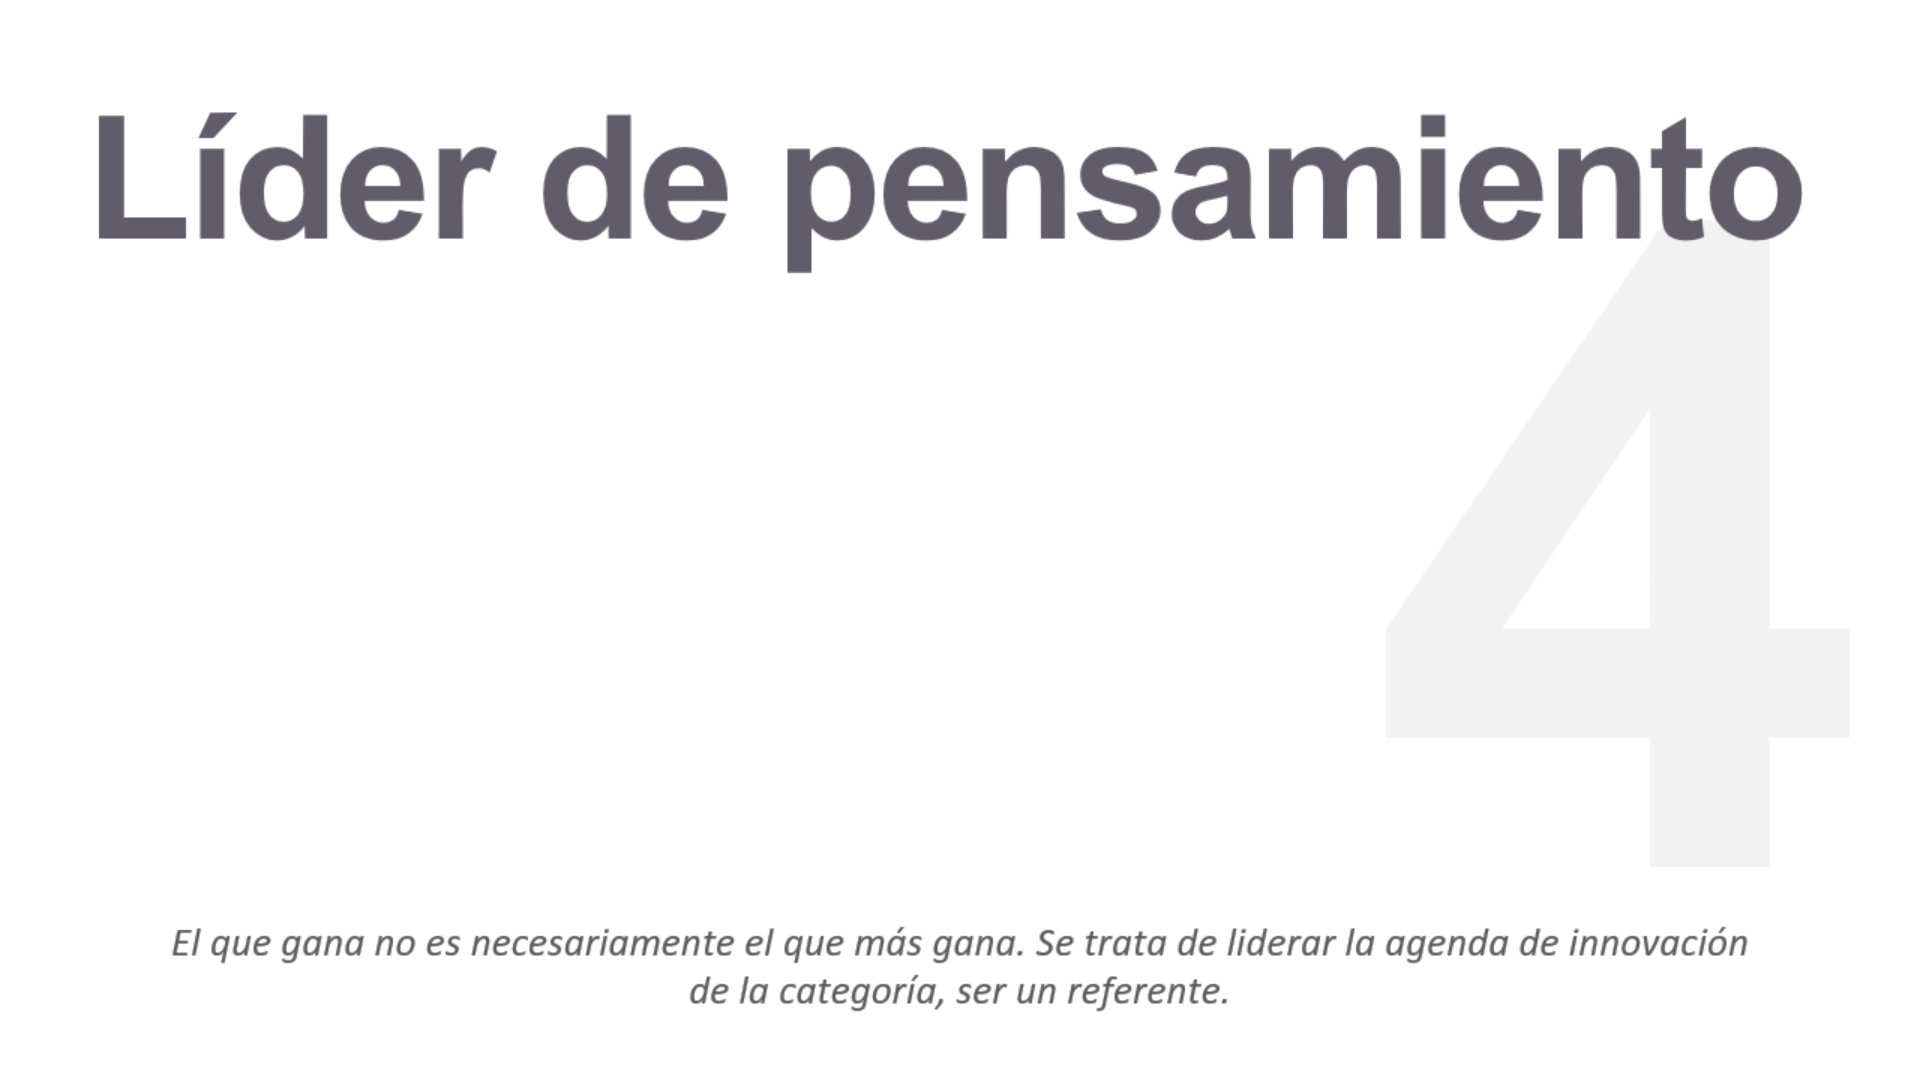 Líder de pensamiento
4
El que gana no es necesariamente el que más gana. Se trata de liderar la agenda de innovación
de la categoría, ser un referente.